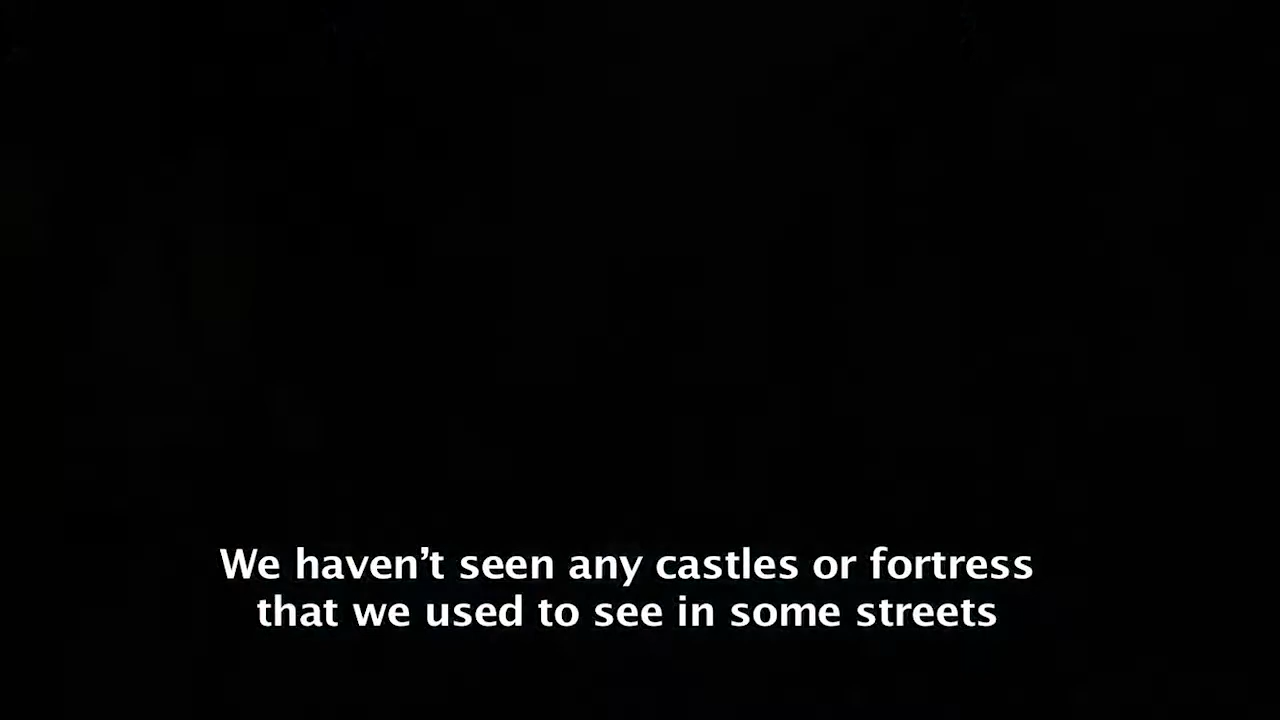 We haven’t seen any castles or fortress
that we used to see in some streets